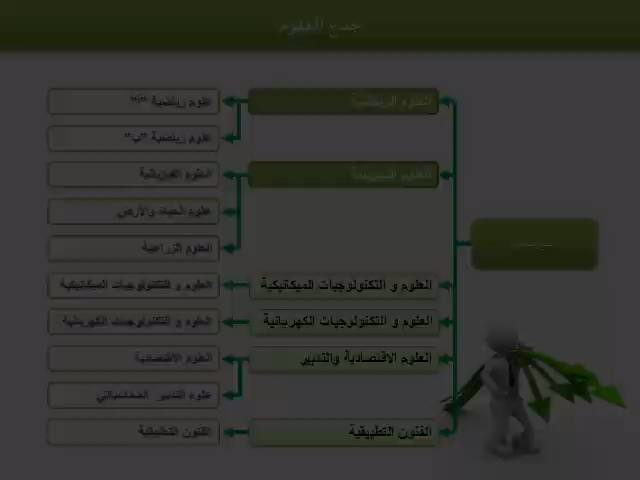 جذع العلوم
العلوم الرياضية
علوم رياضية "أ"
علوم رياضية "ب"
العلوم التجريبية
العلوم الفيزيائية
علوم الحياة والأرض
العلوم الزراعية
العلوم و التكنولوجيات الميكانيكية
العلوم و التكنولوجيات الميكانيكية
العلوم و التكنولوجيات الكهربائية
العلوم و التكنولوجيات الكهربائية
العلوم الاقتصادية والتدبير
العلوم الاقتصادية
علوم التدبير المحاسباتي
الفنون التطبيقية
الفنون التطبيقية